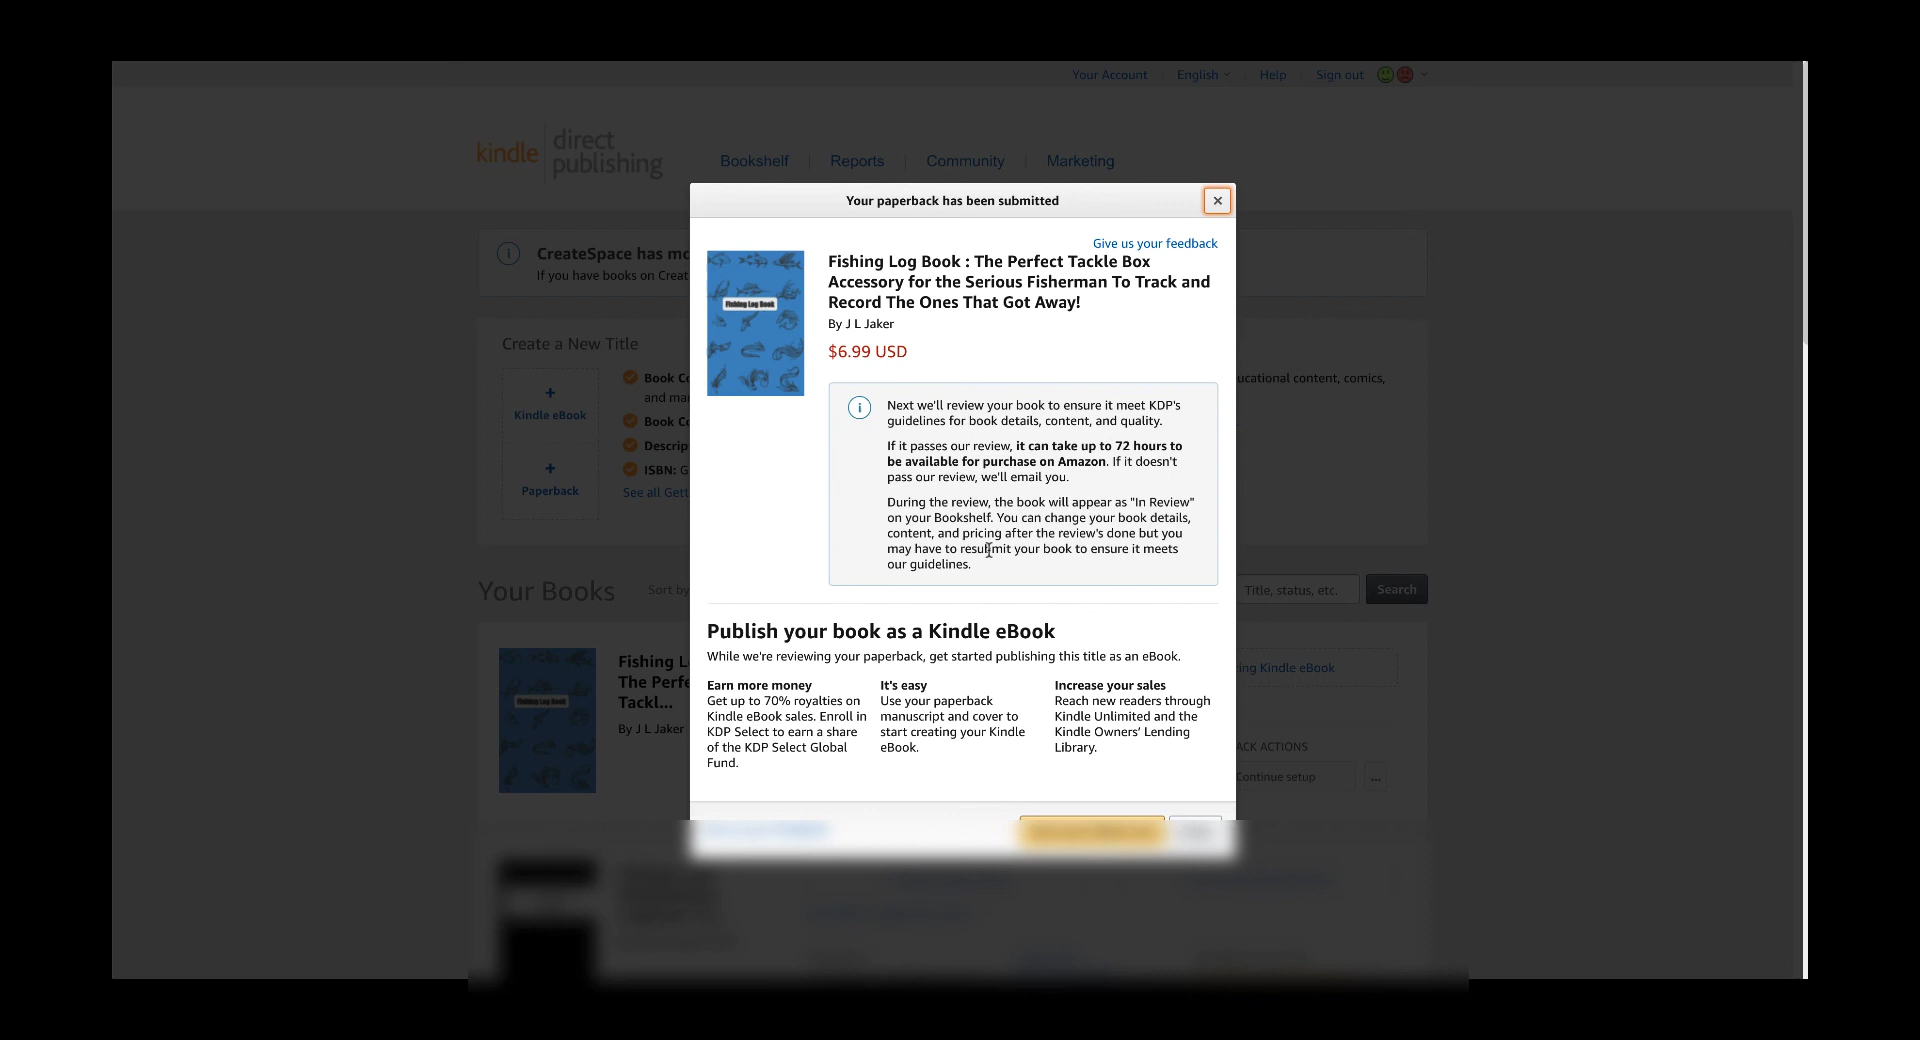 Your Account
English
Help
Sign out
kindle
direct
publishing
Bookshelf
Reports
Community
Marketing
Your paperback has been submitted
CreateSpace has mo
If you have books on Creat
Give us your feedback
Fishing Log Book
Fishing Log Book : The Perfect Tackle Box
Accessory for the Serious Fisherman To Track and
Record The Ones That Got Away!
By J L Jaker
$6.99 USD
Create a New Title
+
Kindle eBook
+
Paperback
Book Co
and mar
Book Co
Descrip
ISBN: G
See all Gett
ucational content, comics,
i
Next we'll review your book to ensure it meet KDP's
guidelines for book details, content, and quality.
If it passes our review, it can take up to 72 hours to
be available for purchase on Amazon. If it doesn't
pass our review, we'll email you.
During the review, the book will appear as "In Review"
on your Bookshelf. You can change your book details,
content, and pricing after the review's done but you
may have to resubmit your book to ensure it meets
our guidelines.
Your Books
Sort by
Title, status, etc.
Search
Publish your book as a Kindle eBook
While we're reviewing your paperback, get started publishing this title as an eBook.
Earn more money
Get up to 70% royalties on
Kindle eBook sales. Enroll in
KDP Select to earn a share
of the KDP Select Global
Fund.
It's easy
Use your paperback
manuscript and cover to
start creating your Kindle
eBook.
Increase your sales
Reach new readers through
Kindle Unlimited and the
Kindle Owners' Lending
Library.
Fishing Log Book
Fishing L
The Perfe
Tackl...
By J L Jaker
ing Kindle eBook
ACK ACTIONS
Continue setup
...